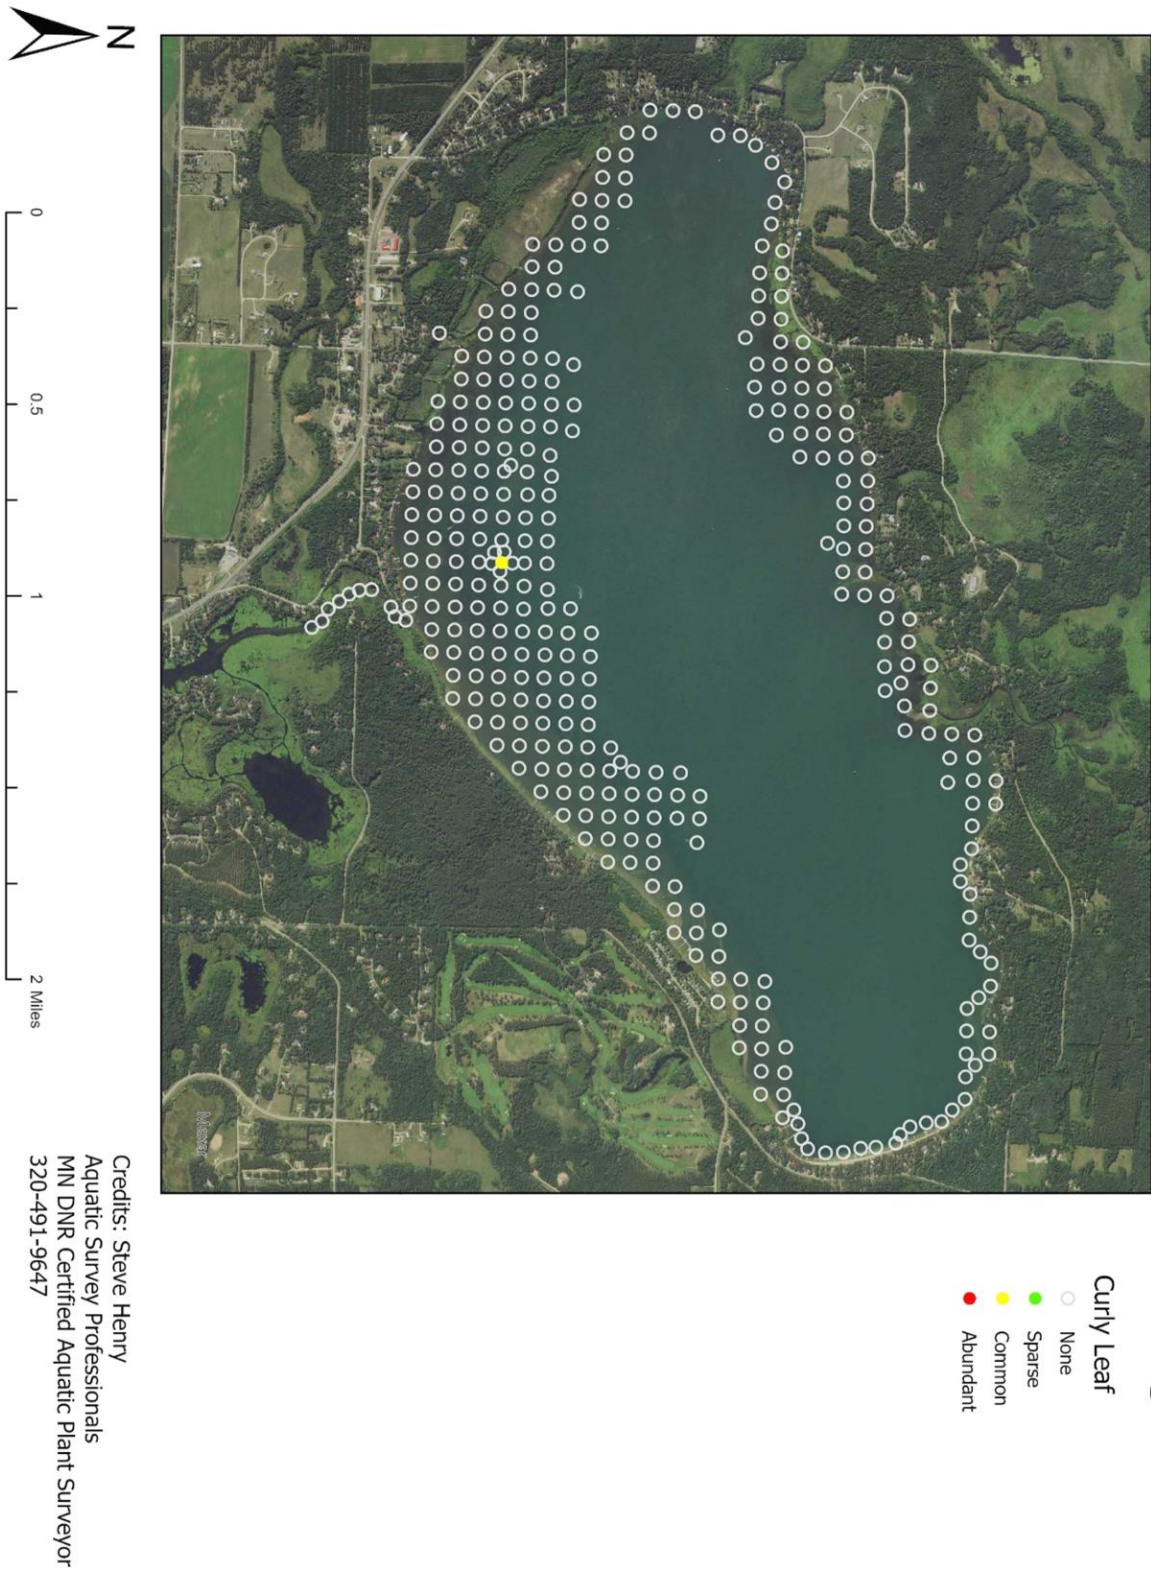 Curly Leaf
None
Sparse
Common
Abundant
N
0 0.5 1 2 Miles
Maxar
Credits: Steve Henry
Aquatic Survey Professionals
MN DNR Certified Aquatic Plant Surveyor
320-491-9647